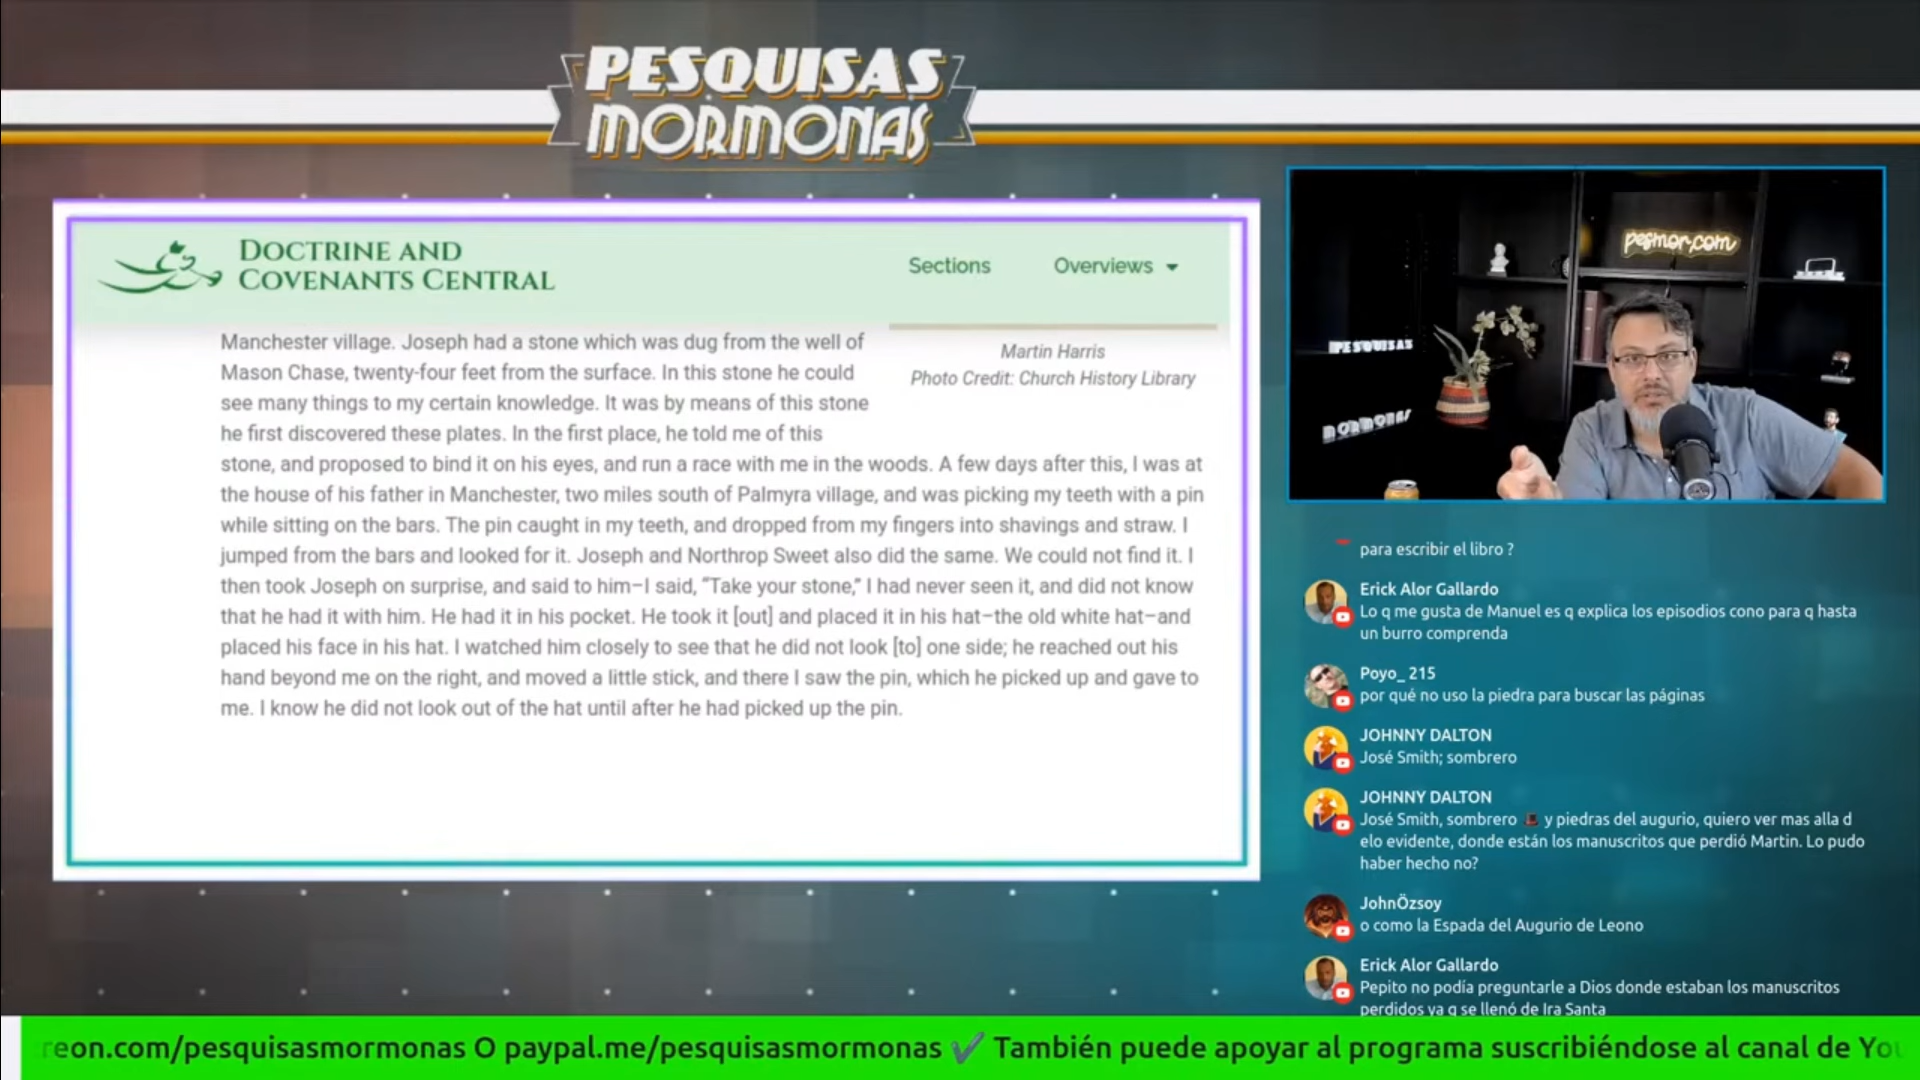 PESQUISAS
MORMONAS
DOCTRINE AND
COVENANTS CENTRAL
Sections
Overviews
Manchester village. Joseph had a stone which was dug from the well of
Mason Chase, twenty-four feet from the surface. In this stone he could
see many things to my certain knowledge. It was by means of this stone
he first discovered these plates. In the first place, he told me of this
stone, and proposed to bind it on his eyes, and run a race with me in the woods. A few days after this, I was at
the house of his father in Manchester, two miles south of Palmyra village, and was picking my teeth with a pin
while sitting on the bars. The pin caught in my teeth, and dropped from my fingers into shavings and straw. I
jumped from the bars and looked for it. Joseph and Northrop Sweet also did the same. We could not find it. I
then took Joseph on surprise, and said to him–I said, “Take your stone,” I had never seen it, and did not know
that he had it with him. He had it in his pocket. He took it [out] and placed it in his hat–the old white hat–and
placed his face in his hat. I watched him closely to see that he did not look [to] one side; he reached out his
hand beyond me on the right, and moved a little stick, and there I saw the pin, which he picked up and gave to
me. I know he did not look out of the hat until after he had picked up the pin.
Martin Harris
Photo Credit: Church History Library
pesmor.com
PESQUISAS
MORMONAS
para escribir el libro ?
Erick Alor Gallardo
Lo q me gusta de Manuel es q explica los episodios cono para q hasta
un burro comprenda
Poyo_ 215
por qué no uso la piedra para buscar las páginas
JOHNNY DALTON
José Smith; sombrero
JOHNNY DALTON
José Smith, sombrero 🎩 y piedras del augurio, quiero ver mas alla d
elo evidente, donde están los manuscritos que perdió Martin. Lo pudo
haber hecho no?
JohnÖzsoy
o como la Espada del Augurio de Leono
Erick Alor Gallardo
Pepito no podía preguntarle a Dios donde estaban los manuscritos
perdidos ya q se llenó de Ira Santa
reon.com/pesquisasmormonas O paypal.me/pesquisasmormonas ✔ También puede apoyar al programa suscribiéndose al canal de You